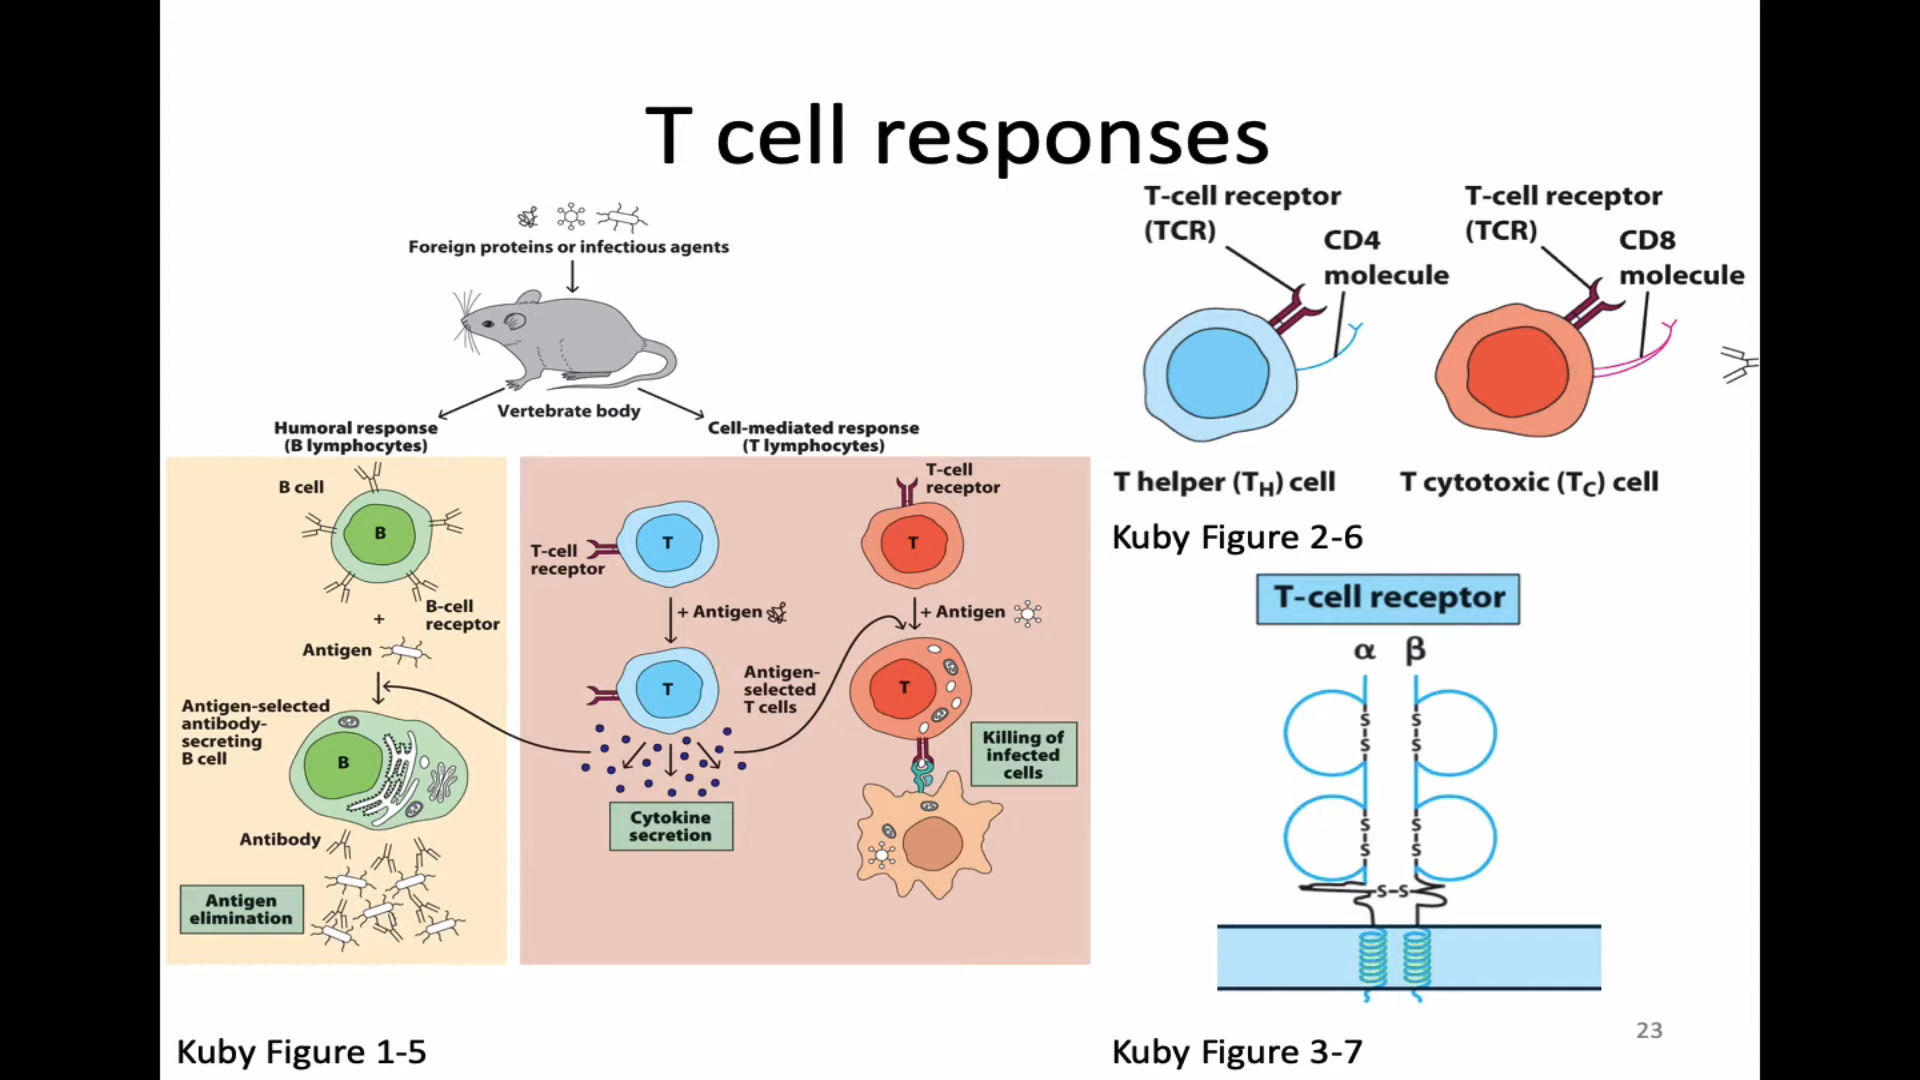 T cell responses
Foreign proteins or infectious agents
Vertebrate body
Humoral response
(B lymphocytes)
Cell-mediated response
(T lymphocytes)
B cell
B
+
B-cell
receptor
Antigen
Antigen-selected
antibody-
secreting
B cell
B
Antibody
Antigen
elimination
T-cell
receptor
T
+ Antigen
T
Antigen-
selected
T cells
Cytokine
secretion
T-cell
receptor
T
+ Antigen
T
Killing of
infected
cells
Kuby Figure 1-5
T-cell receptor
(TCR)
CD4
molecule
T helper (TH) cell
T-cell receptor
(TCR)
CD8
molecule
T cytotoxic (TC) cell
Kuby Figure 2-6
T-cell receptor
α β
S S
S S
S S
S S
S-S
Kuby Figure 3-7
23